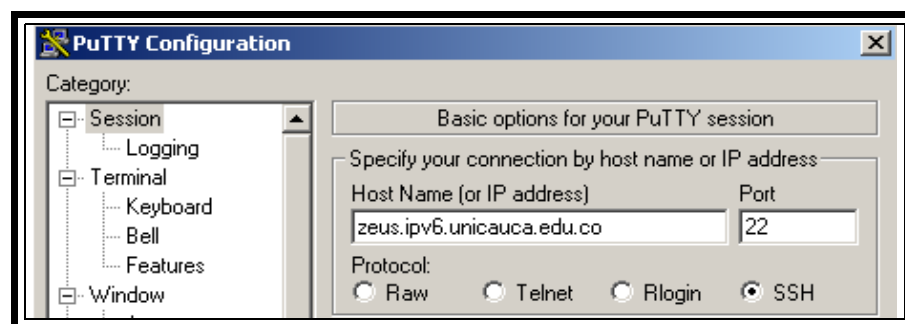 PuTTY Configuration
Category:
Session
Logging
Terminal
Keyboard
Bell
Features
Window
Basic options for your PuTTY session
Specify your connection by host name or IP address
Host Name (or IP address) Port
zeus.ipv6.unicauca.edu.co 22
Protocol:
Raw Telnet Rlogin SSH